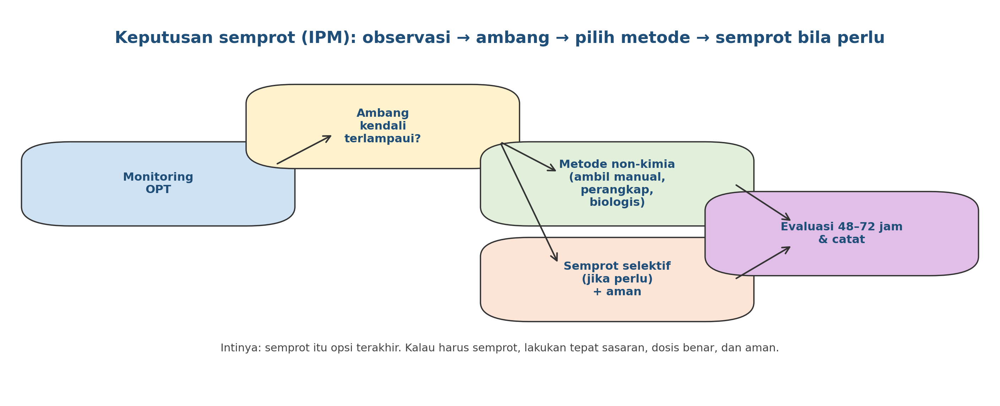 Keputusan semprot (IPM): observasi → ambang → pilih metode → semprot bila perlu
Monitoring
OPT
Ambang
kendali
terlampaui?
Metode non-kimia
(ambil manual,
perangkap,
biologis)
Semprot selektif
(jika perlu)
+ aman
Evaluasi 48–72 jam
& catat
Intinya: semprot itu opsi terakhir. Kalau harus semprot, lakukan tepat sasaran, dosis benar, dan aman.